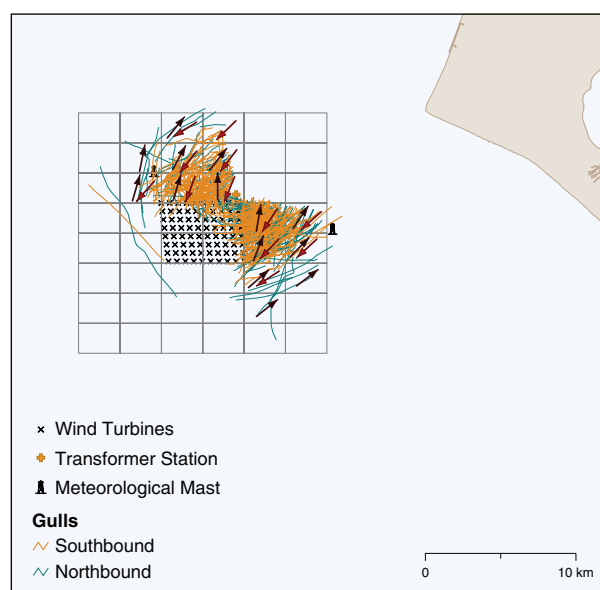 Wind Turbines
Transformer Station
Meteorological Mast
Gulls
Southbound
Northbound
0 10 km